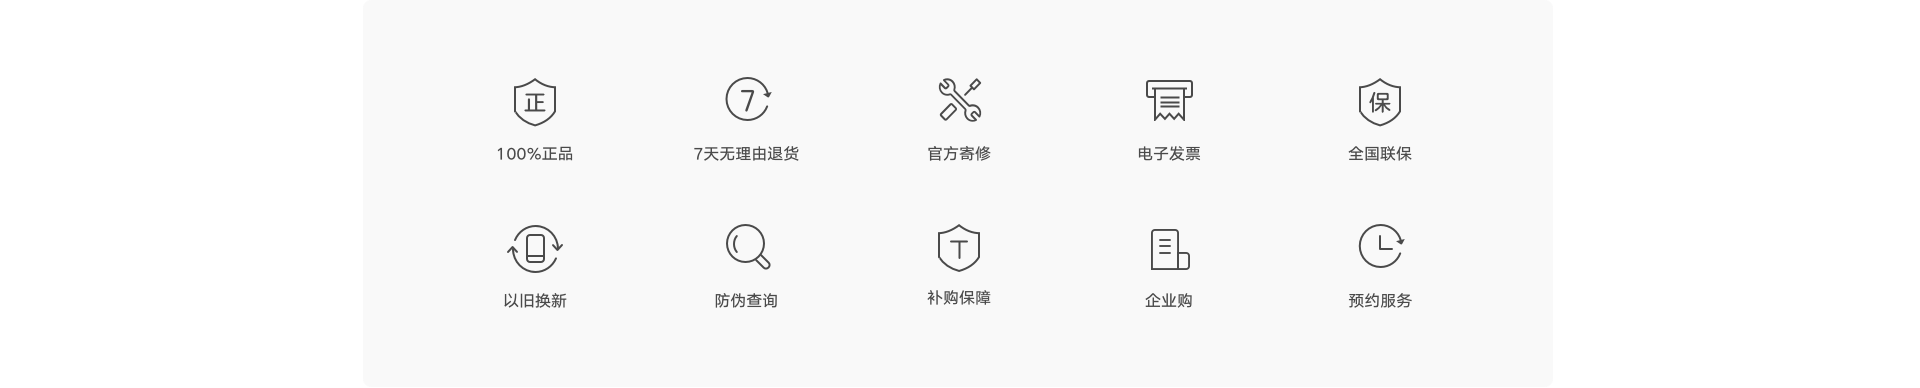 正
7
保
100%正品
7天无理由退货
官方寄修
电子发票
全国联保
T
以旧换新
防伪查询
补购保障
企业购
预约服务